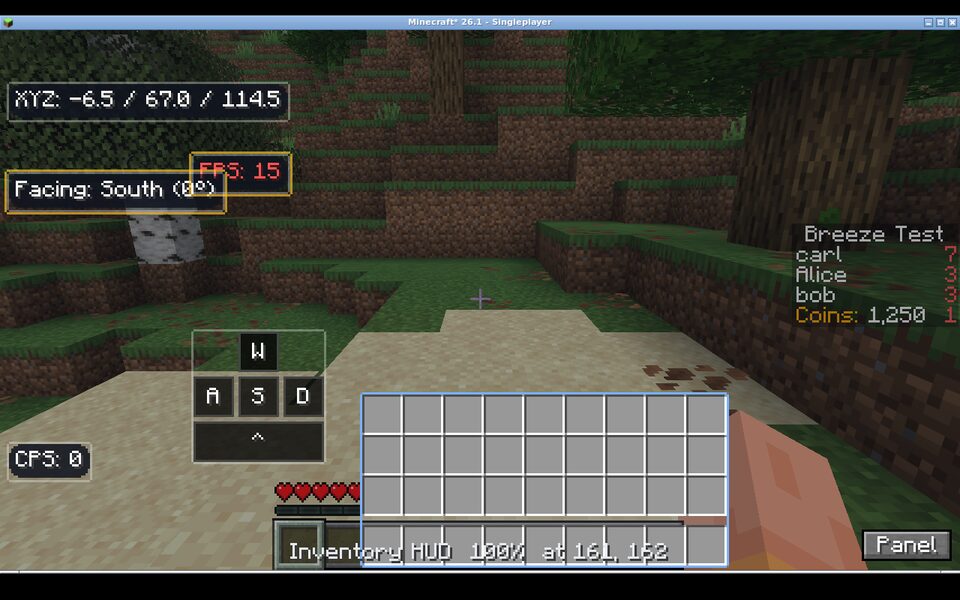 Minecraft* 26.1 - Singleplayer
XYZ: -6.5 / 67.0 / 114.5
FPS: 15
Facing: South (0°)
Breeze Test
carl 7
Alice 3
bob 3
Coins: 1,250 1
W
A S D
^
CPS: 0
Inventory HUD 100% at 161, 162
Panel